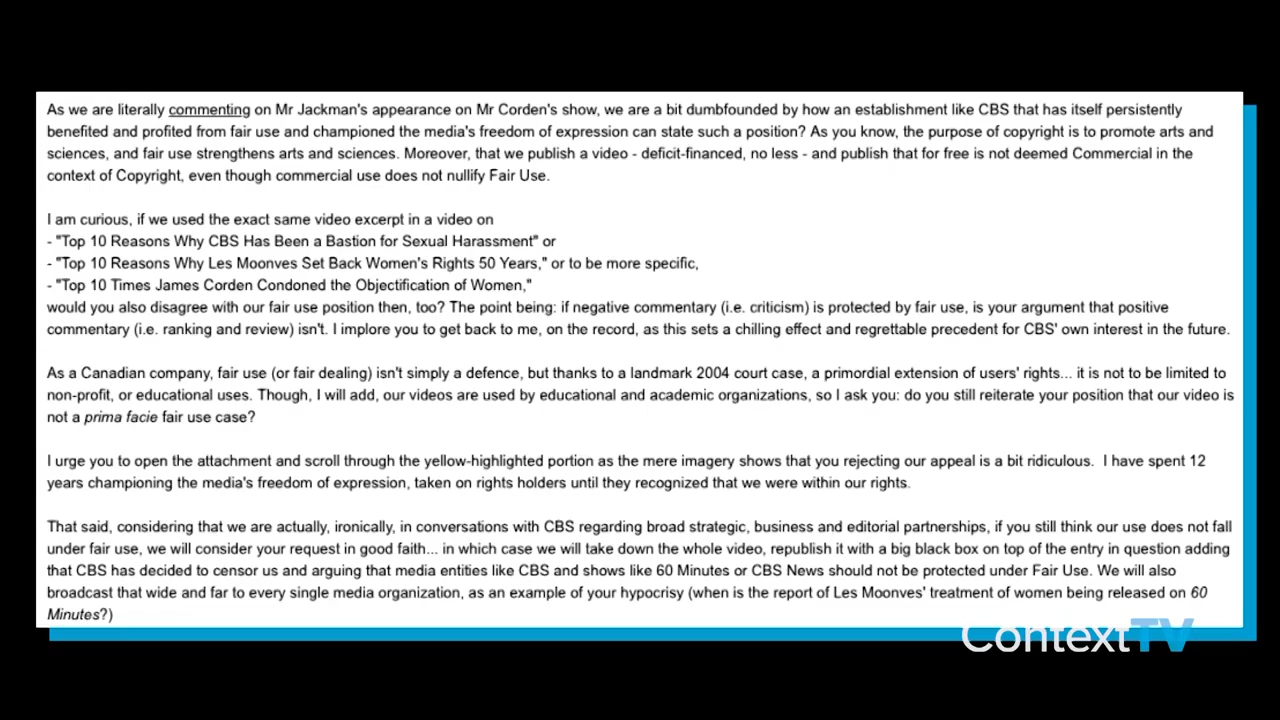 As we are literally commenting on Mr Jackman's appearance on Mr Corden's show, we are a bit dumbfounded by how an establishment like CBS that has itself persistently
benefited and profited from fair use and championed the media's freedom of expression can state such a position? As you know, the purpose of copyright is to promote arts and
sciences, and fair use strengthens arts and sciences. Moreover, that we publish a video - deficit-financed, no less - and publish that for free is not deemed Commercial in the
context of Copyright, even though commercial use does not nullify Fair Use.
I am curious, if we used the exact same video excerpt in a video on
- "Top 10 Reasons Why CBS Has Been a Bastion for Sexual Harassment" or
- "Top 10 Reasons Why Les Moonves Set Back Women's Rights 50 Years," or to be more specific,
- "Top 10 Times James Corden Condoned the Objectification of Women,"
would you also disagree with our fair use position then, too? The point being: if negative commentary (i.e. criticism) is protected by fair use, is your argument that positive
commentary (i.e. ranking and review) isn't. I implore you to get back to me, on the record, as this sets a chilling effect and regrettable precedent for CBS' own interest in the future.
As a Canadian company, fair use (or fair dealing) isn't simply a defence, but thanks to a landmark 2004 court case, a primordial extension of users' rights... it is not to be limited to
non-profit, or educational uses. Though, I will add, our videos are used by educational and academic organizations, so I ask you: do you still reiterate your position that our video is
not a prima facie fair use case?
I urge you to open the attachment and scroll through the yellow-highlighted portion as the mere imagery shows that you rejecting our appeal is a bit ridiculous.  I have spent 12
years championing the media's freedom of expression, taken on rights holders until they recognized that we were within our rights.
That said, considering that we are actually, ironically, in conversations with CBS regarding broad strategic, business and editorial partnerships, if you still think our use does not fall
under fair use, we will consider your request in good faith... in which case we will take down the whole video, republish it with a big black box on top of the entry in question adding
that CBS has decided to censor us and arguing that media entities like CBS and shows like 60 Minutes or CBS News should not be protected under Fair Use. We will also
broadcast that wide and far to every single media organization, as an example of your hypocrisy (when is the report of Les Moonves' treatment of women being released on 60
Minutes?)
ContextTV